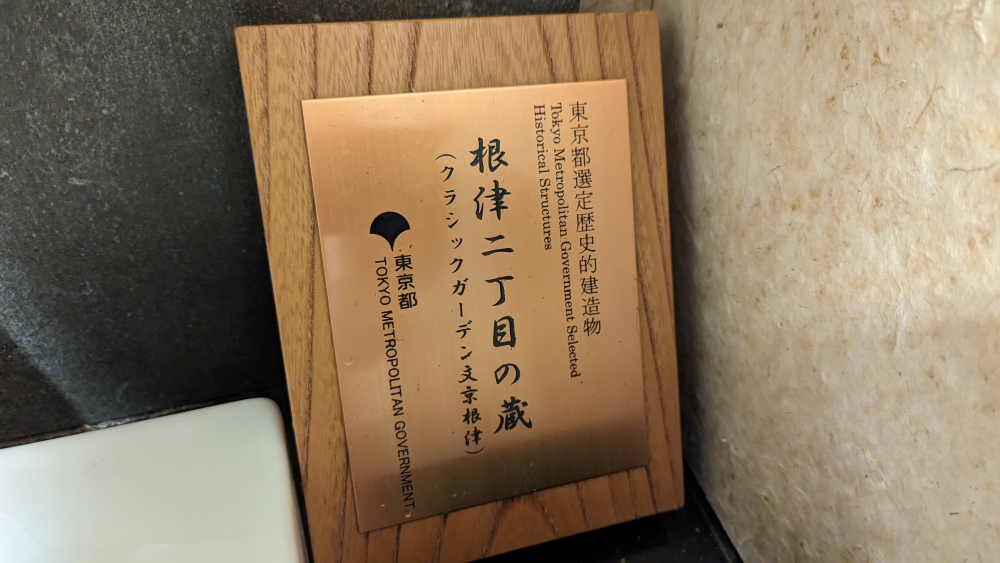 東京都選定歴史的建造物
Tokyo Metropolitan Government Selected
Historical Structures
根津二丁目の蔵
(クラシックガーデン文京根津)
東京都
TOKYO METROPOLITAN GOVERNMENT